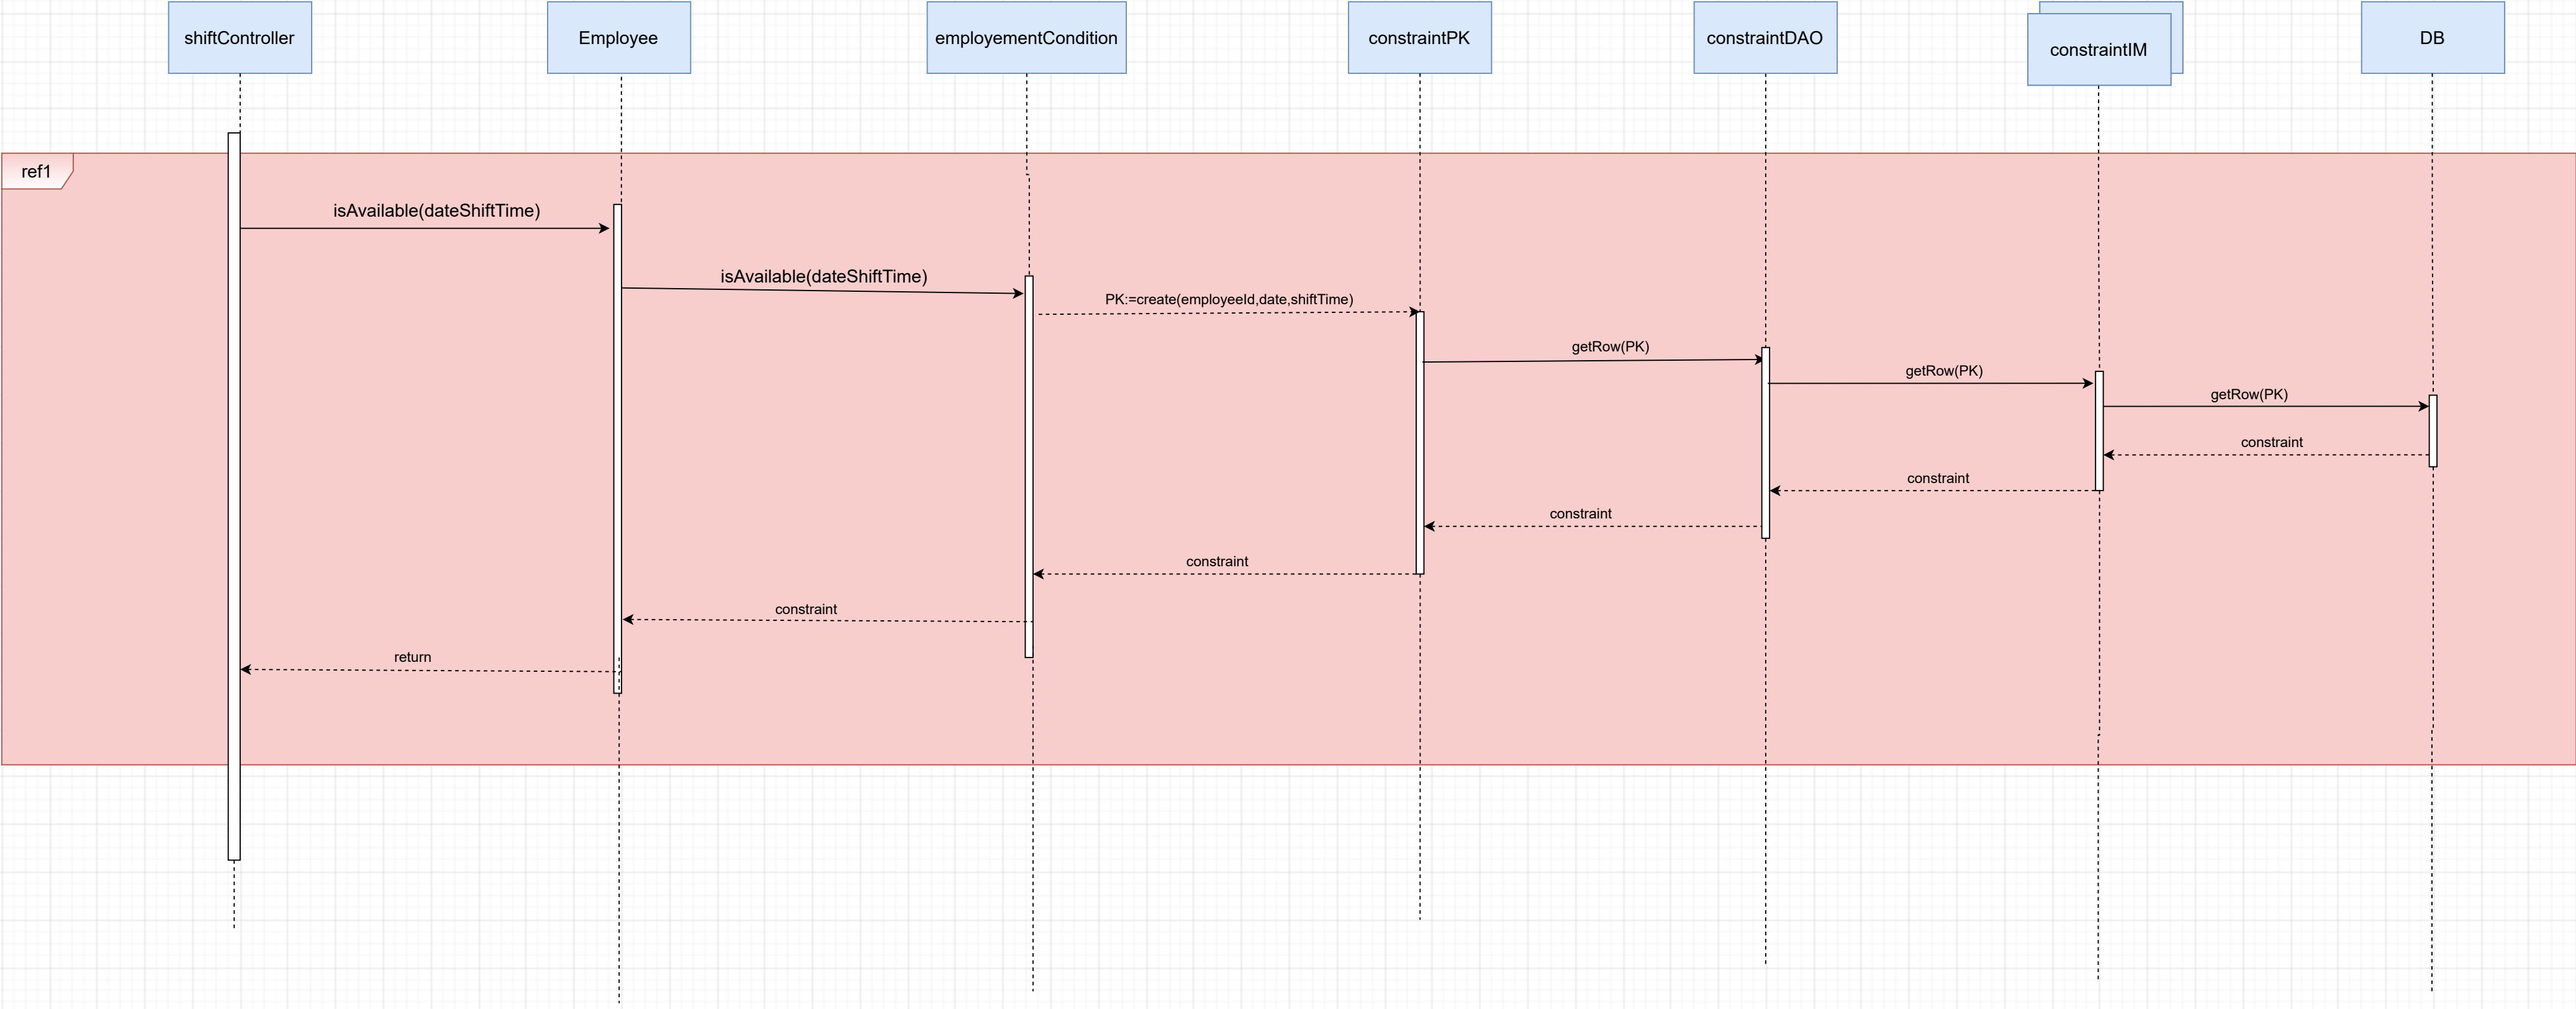 shiftController
Employee
employementCondition
constraintPK
constraintDAO
constraintIM
DB
ref1
isAvailable(dateShiftTime)
isAvailable(dateShiftTime)
PK:=create(employeeId,date,shiftTime)
getRow(PK)
getRow(PK)
getRow(PK)
constraint
constraint
constraint
constraint
constraint
return